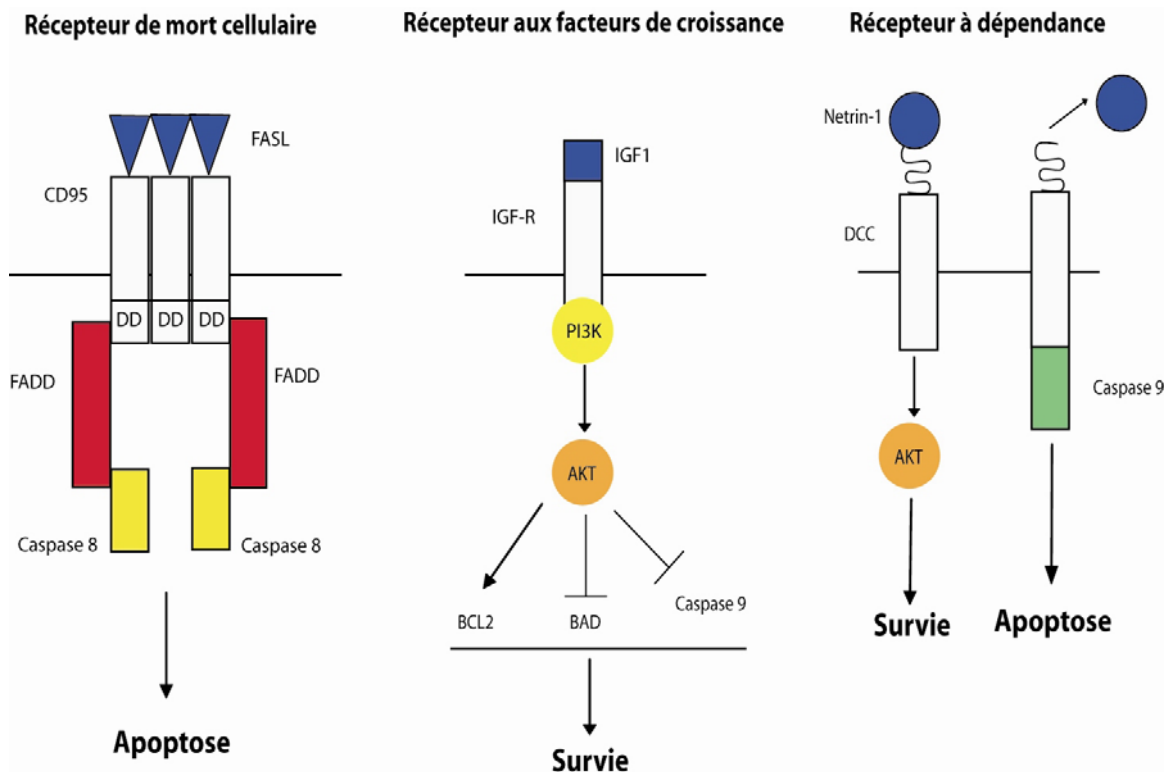 Récepteur de mort cellulaire
FASL
CD95
DD DD DD
FADD
FADD
Caspase 8
Caspase 8
Apoptose
Récepteur aux facteurs de croissance
IGF1
IGF-R
PI3K
AKT
BCL2
BAD
Caspase 9
Survie
Récepteur à dépendance
Netrin-1
DCC
Caspase 9
AKT
Survie
Apoptose